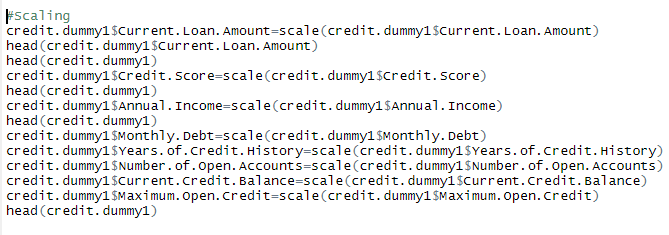 #Scaling
credit.dummy1$Current.Loan.Amount=scale(credit.dummy1$Current.Loan.Amount)
head(credit.dummy1$Current.Loan.Amount)
head(credit.dummy1)
credit.dummy1$Credit.Score=scale(credit.dummy1$Credit.Score)
head(credit.dummy1)
credit.dummy1$Annual.Income=scale(credit.dummy1$Annual.Income)
head(credit.dummy1)
credit.dummy1$Monthly.Debt=scale(credit.dummy1$Monthly.Debt)
credit.dummy1$Years.of.Credit.History=scale(credit.dummy1$Years.of.Credit.History)
credit.dummy1$Number.of.Open.Accounts=scale(credit.dummy1$Number.of.Open.Accounts)
credit.dummy1$Current.Credit.Balance=scale(credit.dummy1$Current.Credit.Balance)
credit.dummy1$Maximum.Open.Credit=scale(credit.dummy1$Maximum.Open.Credit)
head(credit.dummy1)